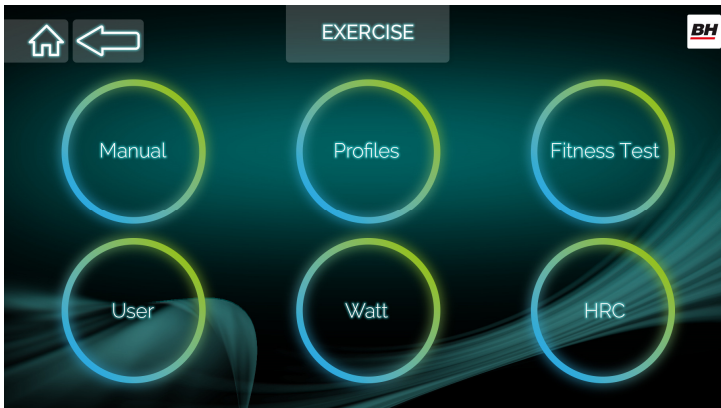 EXERCISE
BH
Manual
Profiles
Fitness Test
User
Watt
HRC